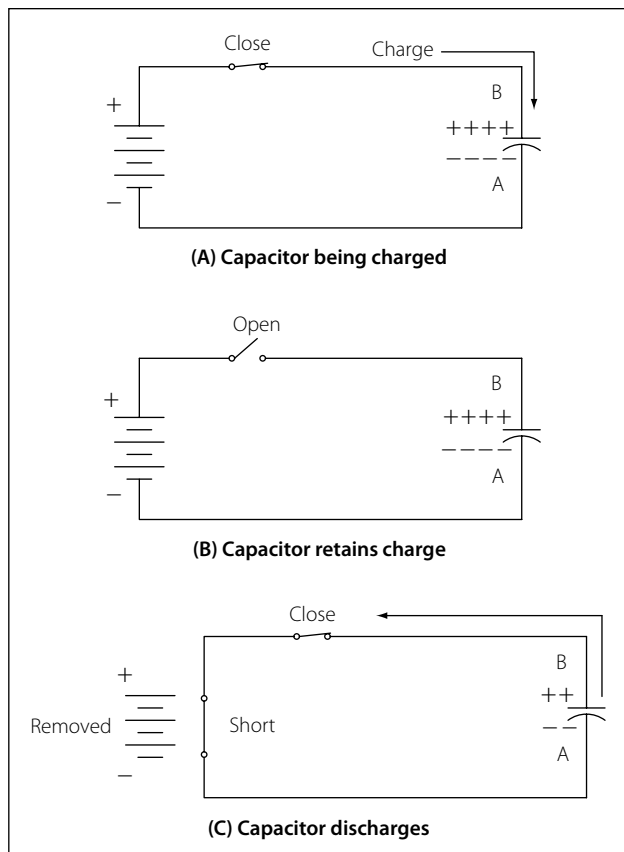 Close
Charge
B
+
++++
−−−−
−
A
(A) Capacitor being charged
Open
B
+
++++
−−−−
−
A
(B) Capacitor retains charge
Close
B
+
++
Removed
Short
−−
−
A
(C) Capacitor discharges